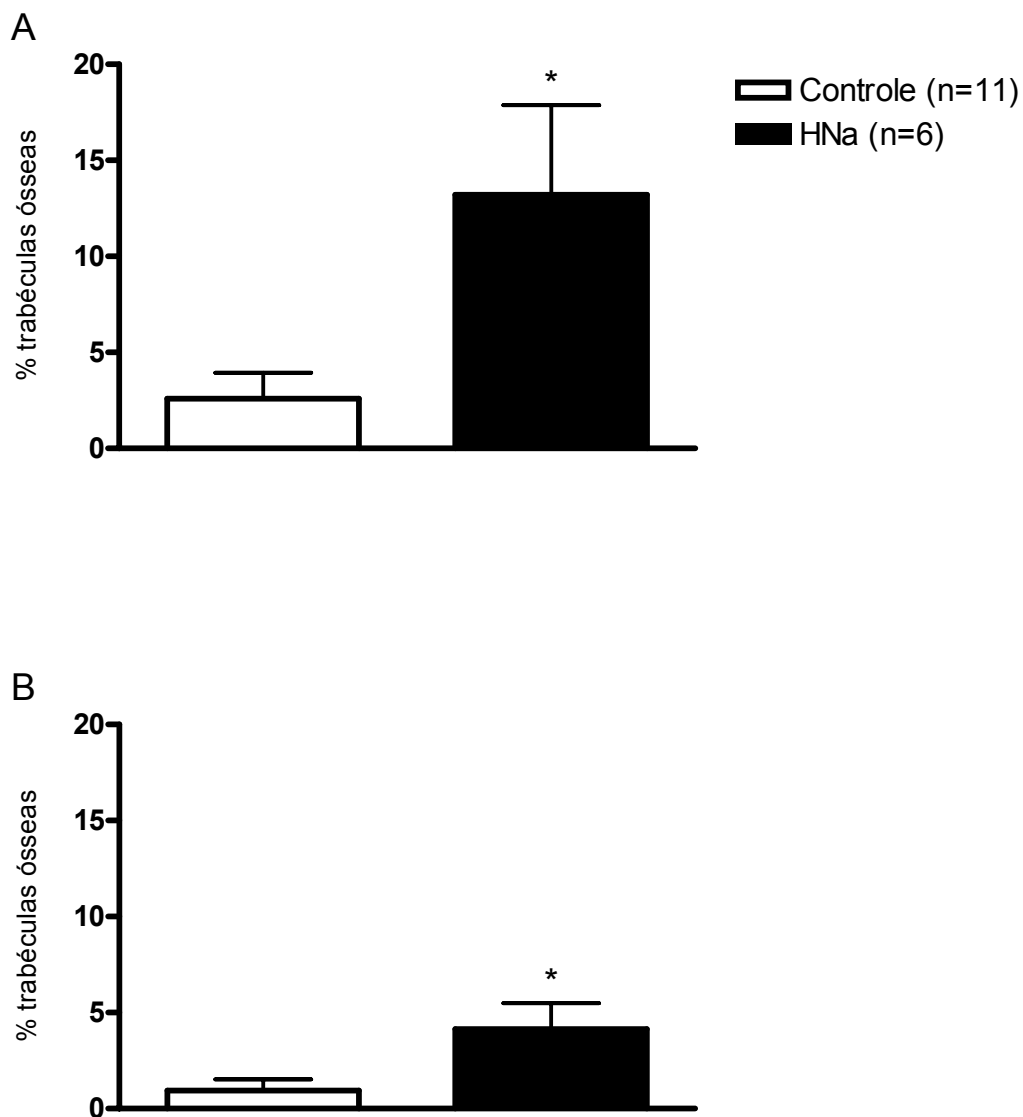 A
20
15
10
5
0
% trabéculas ósseas
*
Controle (n=11)
HNa (n=6)
B
20
15
10
5
0
% trabéculas ósseas
*